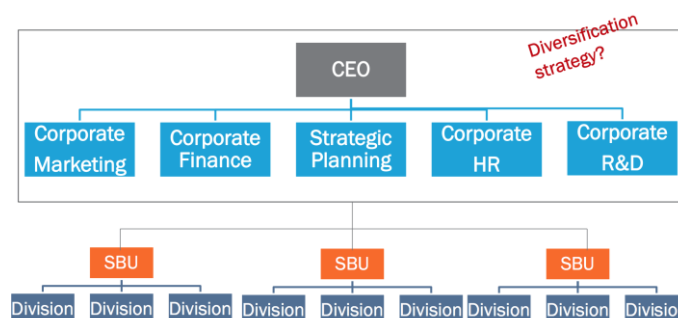 Diversification
strategy?
CEO
Corporate
Marketing
Corporate
Finance
Strategic
Planning
Corporate
HR
Corporate
R&D
SBU
SBU
SBU
Division
Division
Division
Division
Division
Division
Division
Division
Divisio